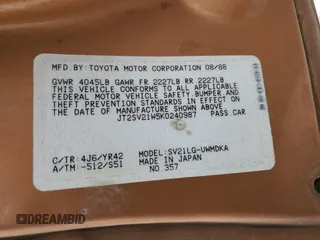 MFD. BY: TOYOTA MOTOR CORPORATION 08/88
GVWR 4045LB GAWR FR 2227LB RR 2227LB
THIS VEHICLE CONFORMS TO ALL APPLICABLE
FEDERAL MOTOR VEHICLE SAFETY, BUMPER AND
THEFT PREVENTION STANDARDS IN EFFECT ON
THE DATE OF MANUFACTURE SHOWN ABOVE.
JT2SV21W5K0240987 PASS.CAR
C/TR: 4J6/YR42 MODEL: SV21LG-UWMDKA
A/TM: -512/S51 MADE IN JAPAN
NO 357
DREAMBID